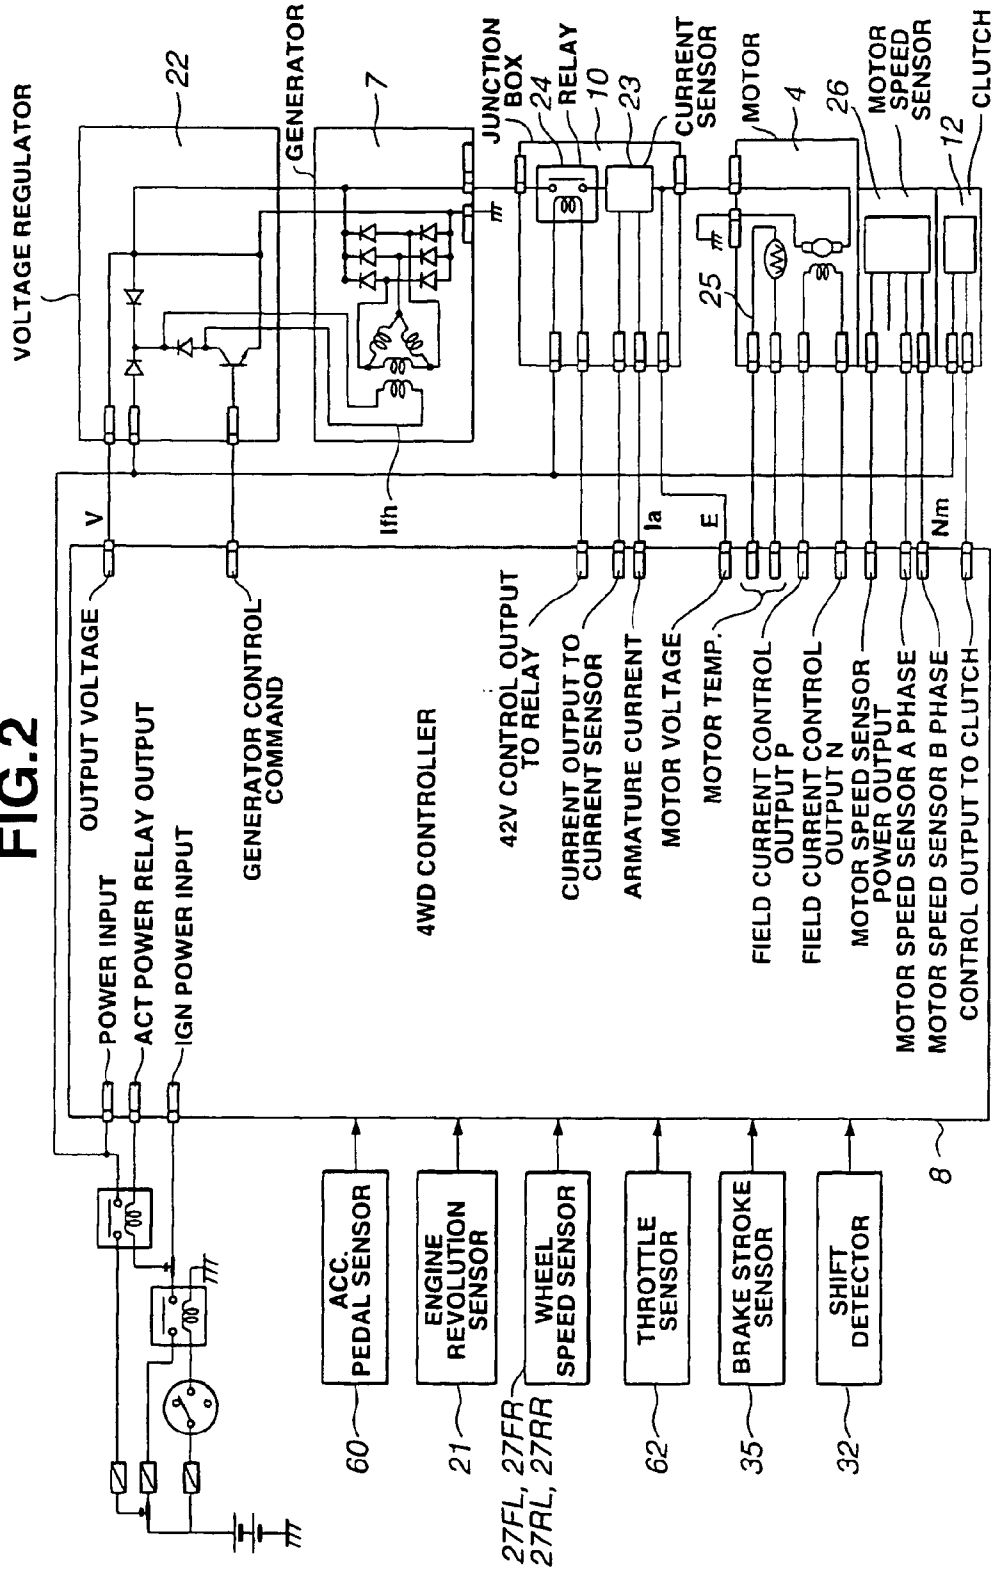 FIG.2
POWER INPUT
ACT POWER RELAY OUTPUT
IGN POWER INPUT
OUTPUT VOLTAGE
V
GENERATOR CONTROL
COMMAND
VOLTAGE REGULATOR
22
GENERATOR
7
Ifh
4WD CONTROLLER
8
JUNCTION
BOX
24
RELAY
10
23
CURRENT
SENSOR
42V CONTROL OUTPUT
TO RELAY
CURRENT OUTPUT TO
CURRENT SENSOR
ARMATURE CURRENT
Ia
MOTOR VOLTAGE
E
MOTOR TEMP.
25
MOTOR
4
FIELD CURRENT CONTROL
OUTPUT P
FIELD CURRENT CONTROL
OUTPUT N
MOTOR SPEED SENSOR
POWER OUTPUT
MOTOR SPEED SENSOR A PHASE
MOTOR SPEED SENSOR B PHASE
Nm
CONTROL OUTPUT TO CLUTCH
26
MOTOR
SPEED
SENSOR
12
CLUTCH
ACC.
PEDAL SENSOR
60
ENGINE
REVOLUTION
SENSOR
21
WHEEL
SPEED SENSOR
27FL, 27FR
27RL, 27RR
THROTTLE
SENSOR
62
BRAKE STROKE
SENSOR
35
SHIFT
DETECTOR
32